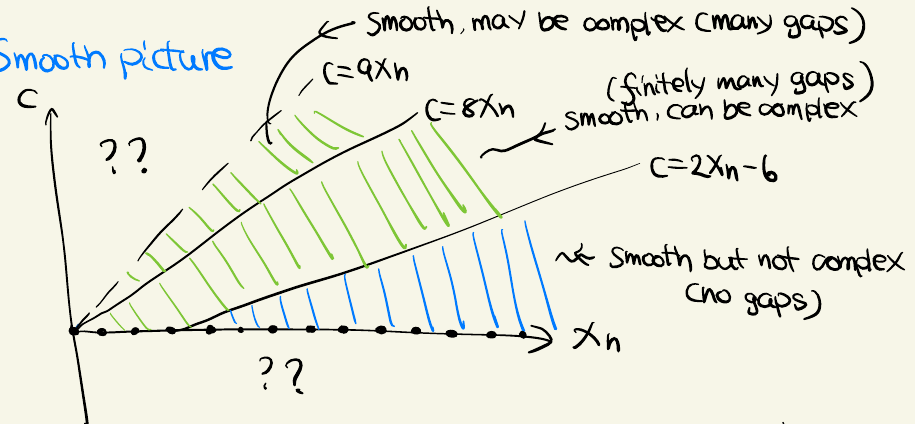 Smooth, may be complex (many gaps)
Smooth picture
C=9Xn
C
(finitely many gaps)
C=8Xn
Smooth, can be complex
??
C=2Xn-6
Smooth but not complex
(no gaps)
Xn
??